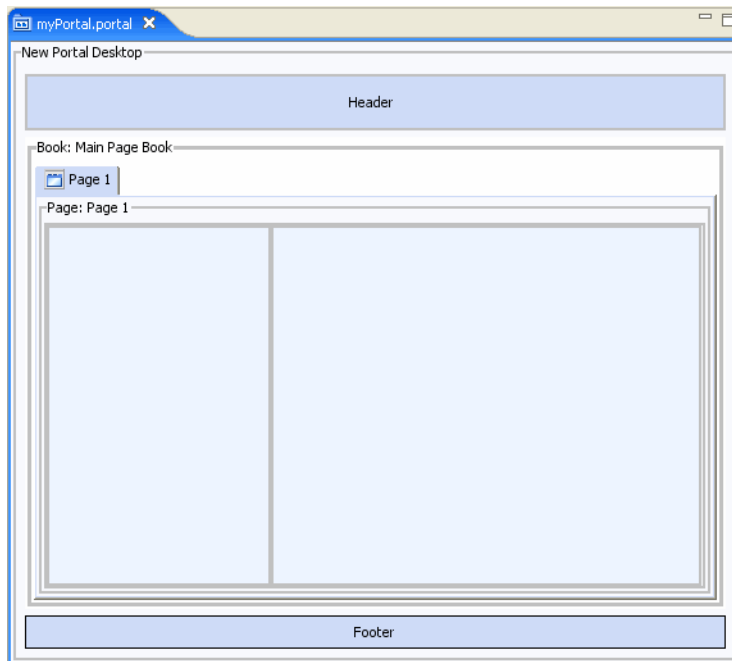 myPortal.portal
New Portal Desktop
Header
Book: Main Page Book
Page 1
Page: Page 1
Footer